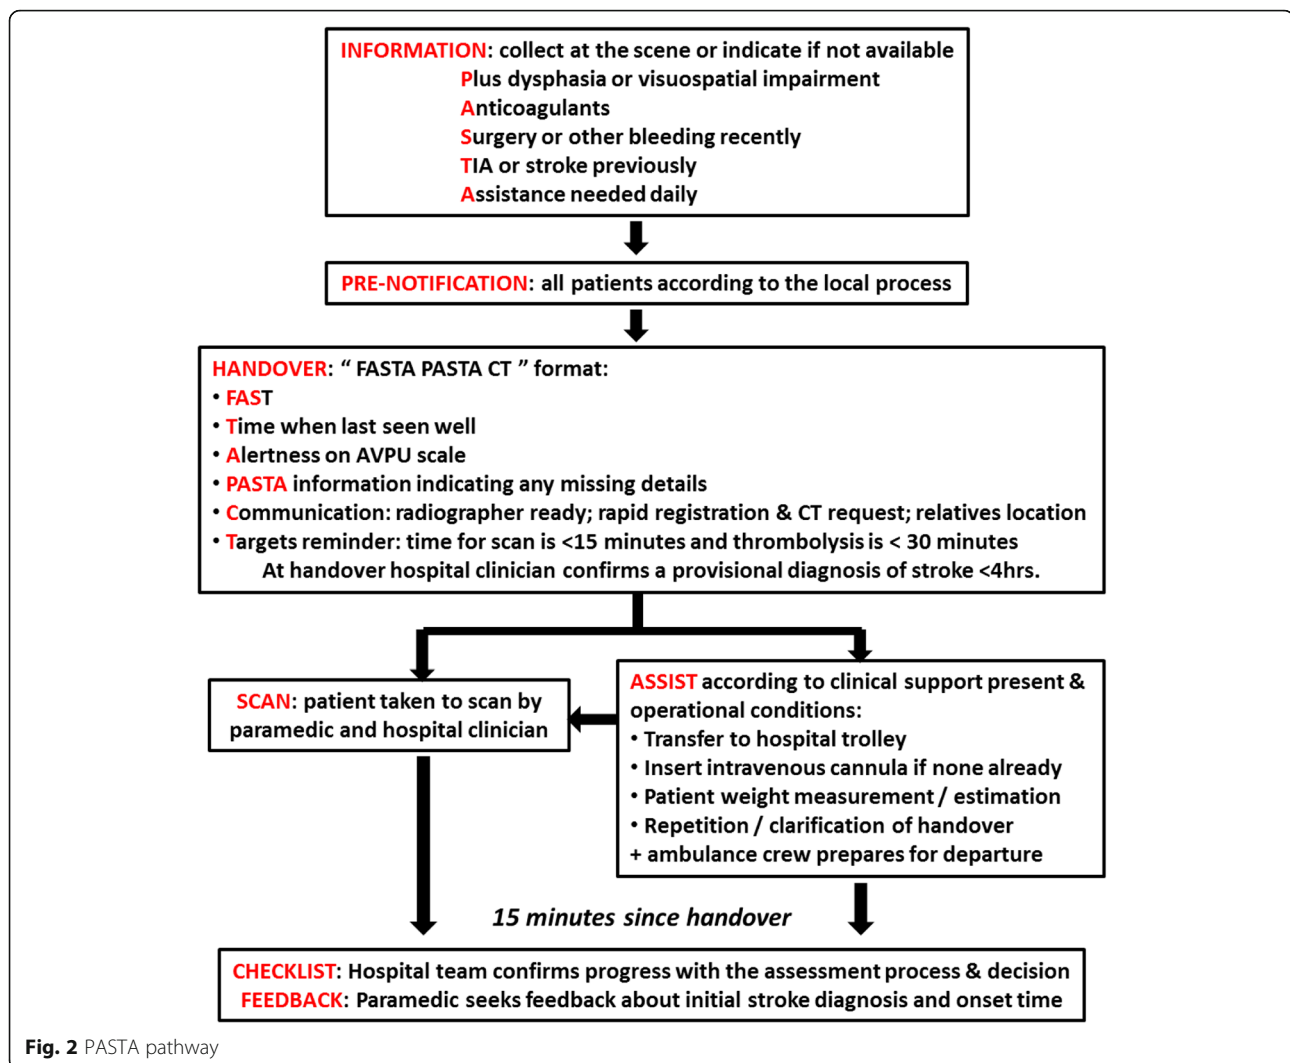 INFORMATION: collect at the scene or indicate if not available
Plus dysphasia or visuospatial impairment
Anticoagulants
Surgery or other bleeding recently
TIA or stroke previously
Assistance needed daily
PRE-NOTIFICATION: all patients according to the local process
HANDOVER: “ FASTA PASTA CT ” format:
• FAST
• Time when last seen well
• Alertness on AVPU scale
• PASTA information indicating any missing details
• Communication: radiographer ready; rapid registration & CT request; relatives location
• Targets reminder: time for scan is <15 minutes and thrombolysis is < 30 minutes
At handover hospital clinician confirms a provisional diagnosis of stroke <4hrs.
SCAN: patient taken to scan by
paramedic and hospital clinician
ASSIST according to clinical support present &
operational conditions:
• Transfer to hospital trolley
• Insert intravenous cannula if none already
• Patient weight measurement / estimation
• Repetition / clarification of handover
+ ambulance crew prepares for departure
15 minutes since handover
CHECKLIST: Hospital team confirms progress with the assessment process & decision
FEEDBACK: Paramedic seeks feedback about initial stroke diagnosis and onset time
Fig. 2 PASTA pathway